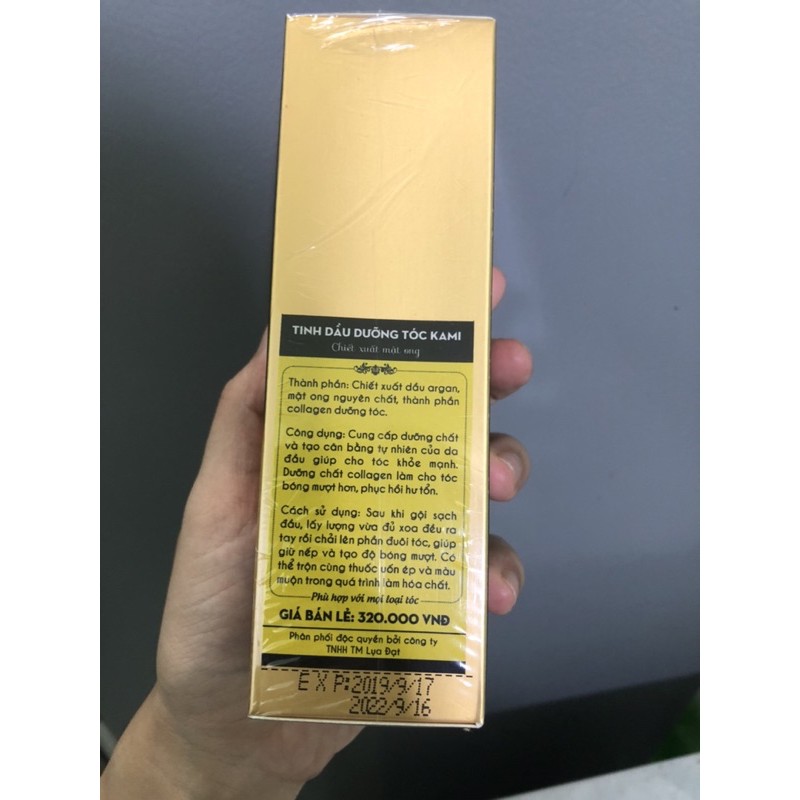 TINH DẦU DƯỠNG TÓC KAMI
Chiết xuất mật ong
Thành phần: Chiết xuất dầu argan,
mật ong nguyên chất, thành phần
collagen dưỡng tóc.
Công dụng: Cung cấp dưỡng chất
và tạo cân bằng tự nhiên của da
đầu giúp cho tóc khỏe mạnh.
Dưỡng chất collagen làm cho tóc
bóng mượt hơn, phục hồi hư tổn.
Cách sử dụng: Sau khi gội sạch
đầu, lấy lượng vừa đủ xoa đều ra
tay rồi chải lên phần đuôi tóc, giúp
giữ nếp và tạo độ bóng mượt. Có
thể trộn cùng thuốc uốn ép và màu
muộn trong quá trình làm hóa chất.
Phù hợp với mọi loại tóc
GIÁ BÁN LẺ: 320.000 VNĐ
Phân phối độc quyền bởi công ty
TNHH TM Lụa Đạt
EXP:2019/9/17
2022/9/16